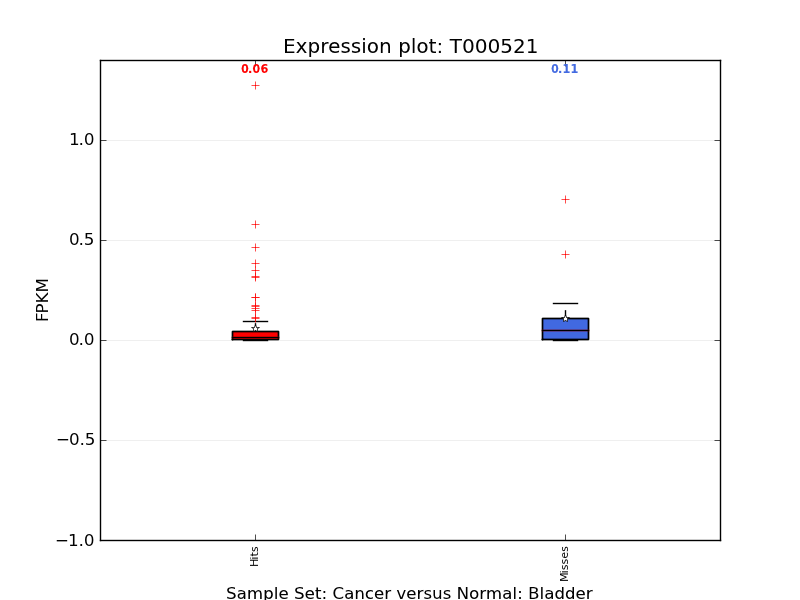 Expression plot: T000521
0.06 0.11
1.0
0.5
0.0
−0.5
−1.0
FPKM
Hits
Misses
Sample Set: Cancer versus Normal: Bladder